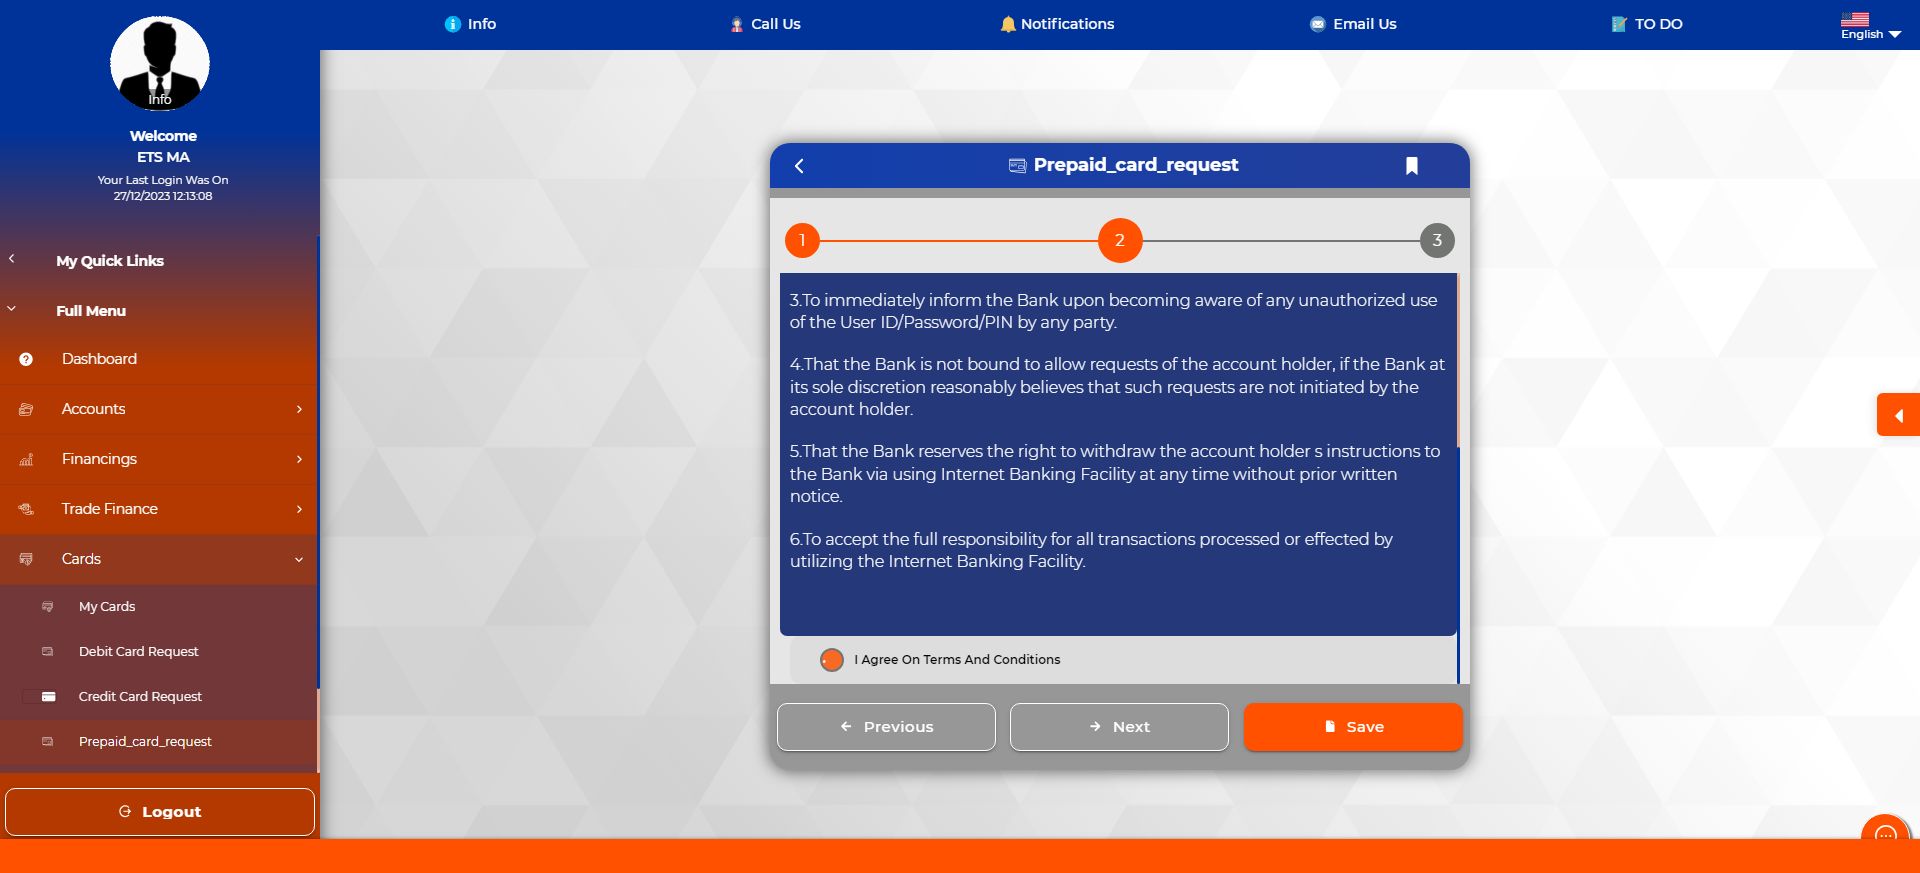 Info
Call Us
Notifications
Email Us
TO DO
English
Info
Welcome
ETS MA
Your Last Login Was On
27/12/2023 12:13:08
My Quick Links
Full Menu
Dashboard
Accounts
Financings
Trade Finance
Cards
My Cards
Debit Card Request
Credit Card Request
Prepaid_card_request
Logout
Prepaid_card_request
1
2
3
3.To immediately inform the Bank upon becoming aware of any unauthorized use
of the User ID/Password/PIN by any party.
4.That the Bank is not bound to allow requests of the account holder, if the Bank at
its sole discretion reasonably believes that such requests are not initiated by the
account holder.
5.That the Bank reserves the right to withdraw the account holder s instructions to
the Bank via using Internet Banking Facility at any time without prior written
notice.
6.To accept the full responsibility for all transactions processed or effected by
utilizing the Internet Banking Facility.
I Agree On Terms And Conditions
Previous
Next
Save